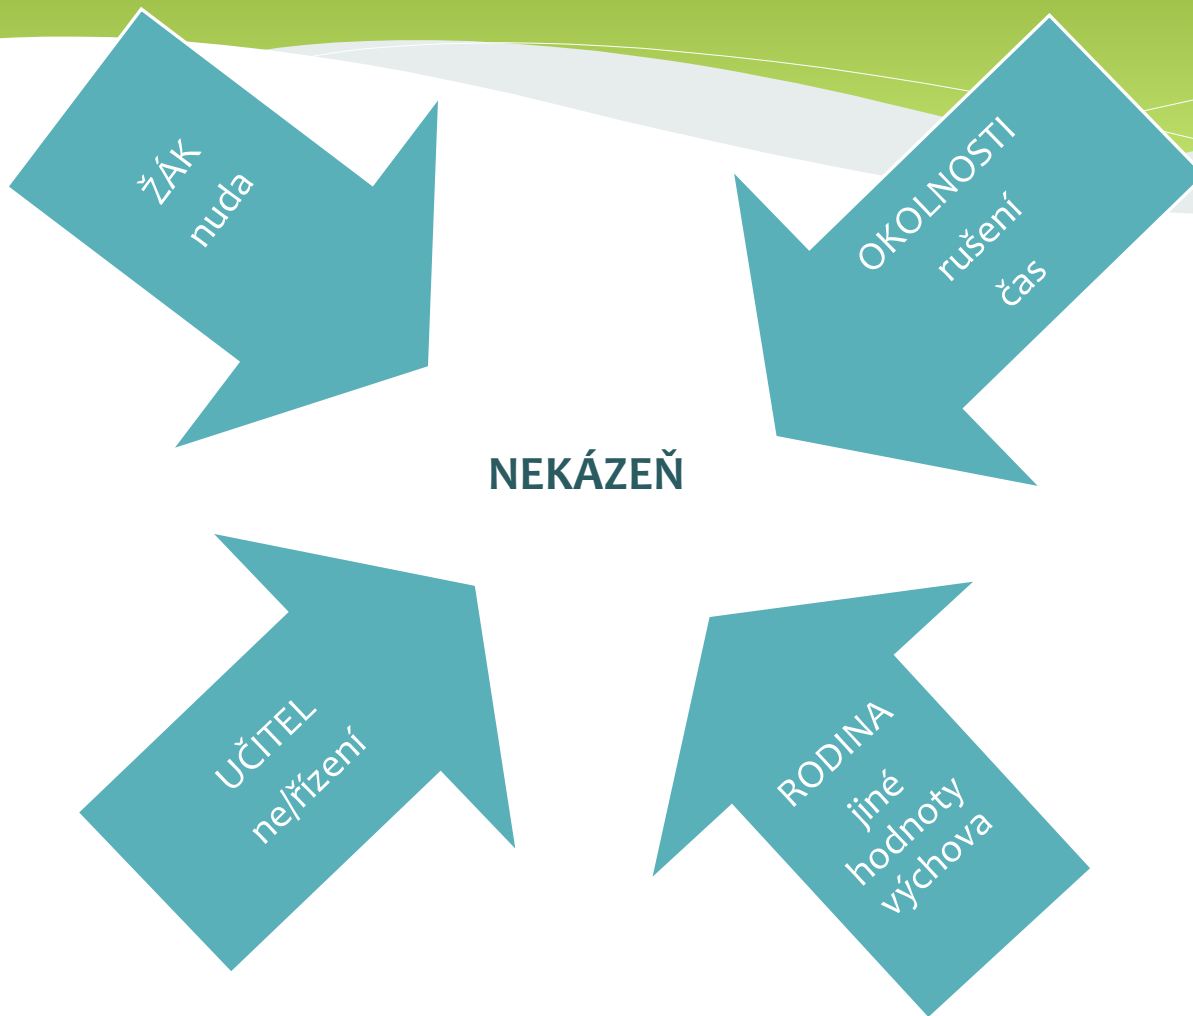 ŽÁK
nuda
OKOLNOSTI
rušení
čas
NEKÁZEŇ
UČITEL
ne/řízení
RODINA
jiné
hodnoty
výchova